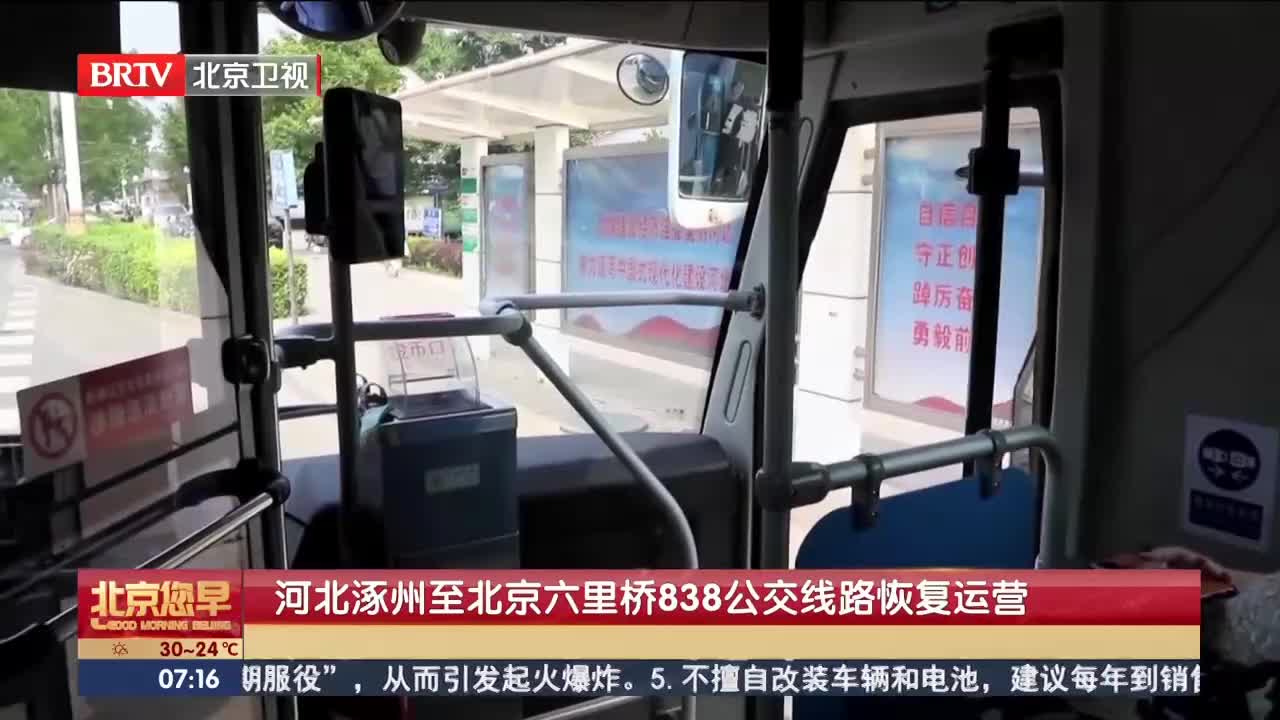 BRTV 北京卫视
自信自
守正创
踔厉奋
勇毅前
投币口
北京您早
GOOD MORNING BEIJING
河北涿州至北京六里桥838公交线路恢复运营
30~24℃
07:16
期服役”，从而引发起火爆炸。5.不擅自改装车辆和电池，建议每年到销售